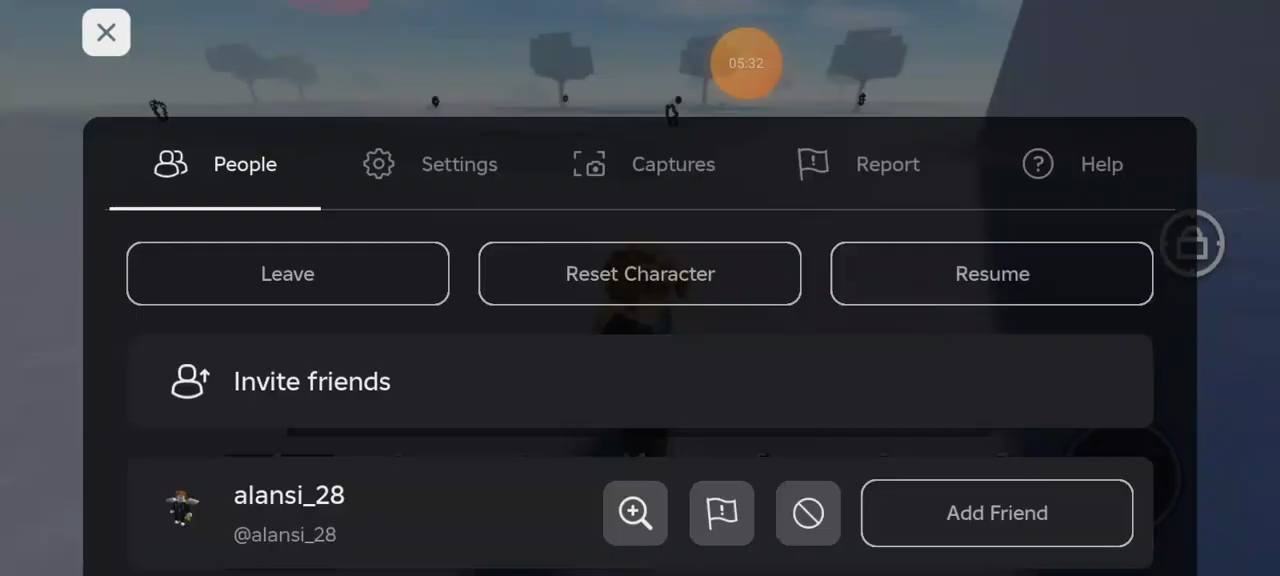 05:32
People Settings Captures Report Help
Leave Reset Character Resume
Invite friends
alansi_28
@alansi_28
Add Friend